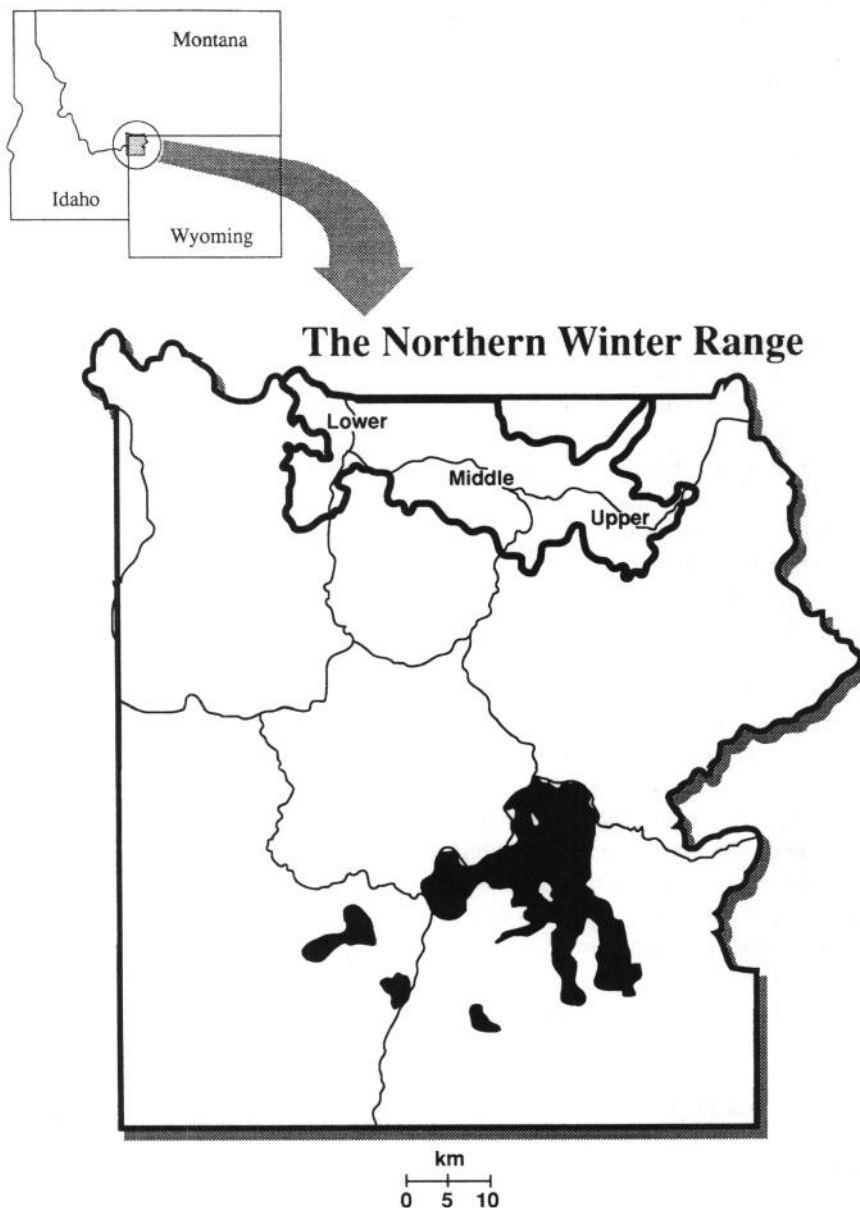 Montana
Idaho
Wyoming
The Northern Winter Range
Lower
Middle
Upper
km
0 5 10